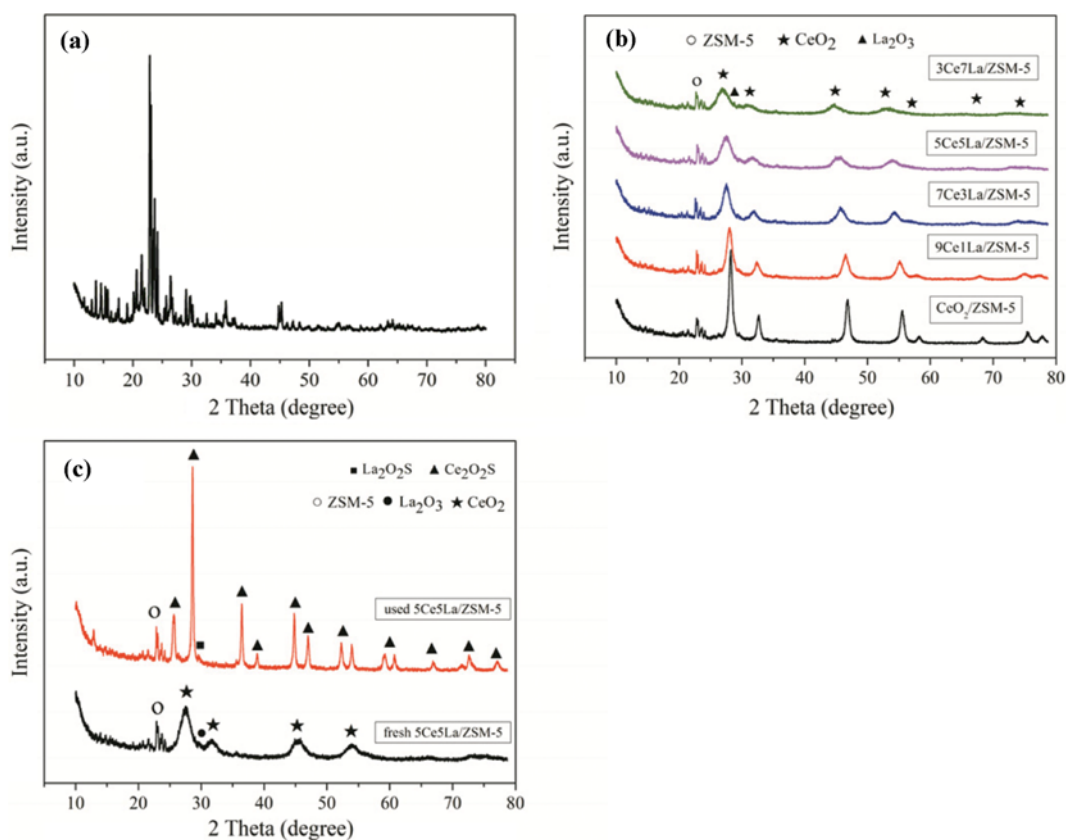 (a)
Intensity (a.u.)
10 20 30 40 50 60 70 80
2 Theta (degree)
(b)
○ ZSM-5 ★ CeO₂ ▲ La₂O₃
3Ce7La/ZSM-5
5Ce5La/ZSM-5
7Ce3La/ZSM-5
9Ce1La/ZSM-5
CeO₂/ZSM-5
Intensity (a.u.)
10 20 30 40 50 60 70 80
2 Theta (degree)
(c)
■ La₂O₂S ▲ Ce₂O₂S
○ ZSM-5 ● La₂O₃ ★ CeO₂
used 5Ce5La/ZSM-5
fresh 5Ce5La/ZSM-5
Intensity (a.u.)
10 20 30 40 50 60 70 80
2 Theta (degree)